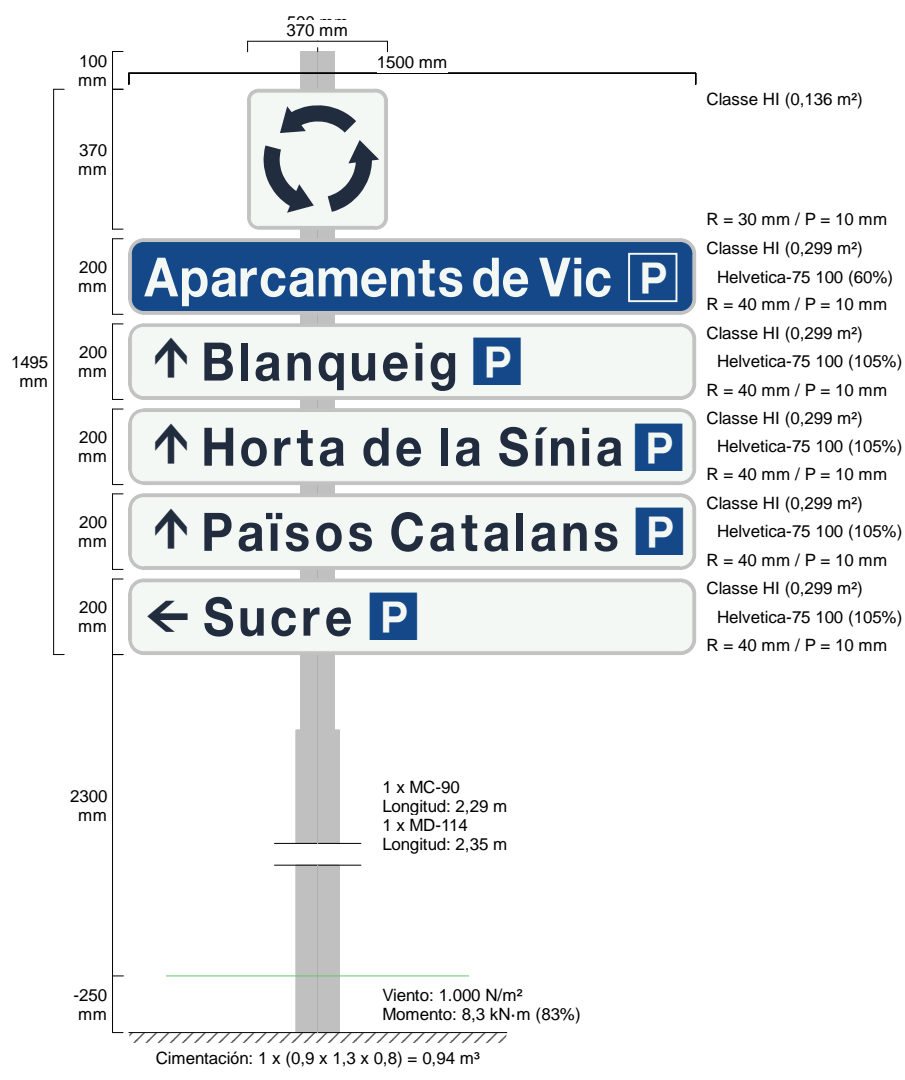 370 mm
1500 mm
100
mm
Classe HI (0,136 m²)
370
mm
R = 30 mm / P = 10 mm
200
mm
Aparcaments de Vic P
Classe HI (0,299 m²)
Helvetica-75 100 (60%)
R = 40 mm / P = 10 mm
1495
mm
200
mm
↑ Blanqueig P
Classe HI (0,299 m²)
Helvetica-75 100 (105%)
R = 40 mm / P = 10 mm
200
mm
↑ Horta de la Sínia P
Classe HI (0,299 m²)
Helvetica-75 100 (105%)
R = 40 mm / P = 10 mm
200
mm
↑ Països Catalans P
Classe HI (0,299 m²)
Helvetica-75 100 (105%)
R = 40 mm / P = 10 mm
200
mm
← Sucre P
Classe HI (0,299 m²)
Helvetica-75 100 (105%)
R = 40 mm / P = 10 mm
2300
mm
1 x MC-90
Longitud: 2,29 m
1 x MD-114
Longitud: 2,35 m
-250
mm
Viento: 1.000 N/m²
Momento: 8,3 kN·m (83%)
Cimentación: 1 x (0,9 x 1,3 x 0,8) = 0,94 m³